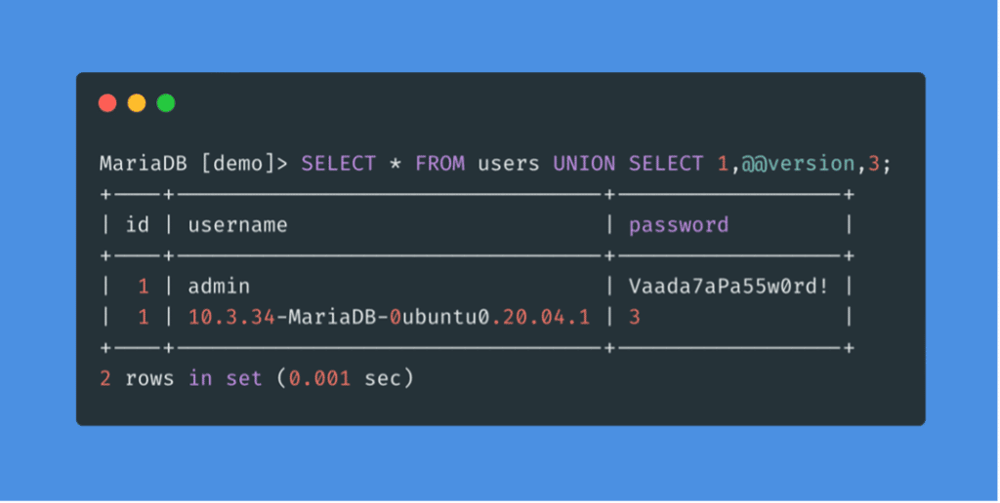 MariaDB [demo]> SELECT * FROM users UNION SELECT 1,@@version,3;
+----+----------------------------------+------------------+
| id | username | password |
+----+----------------------------------+------------------+
| 1 | admin | Vaada7aPa55w0rd! |
| 1 | 10.3.34-MariaDB-0ubuntu0.20.04.1 | 3 |
+----+----------------------------------+------------------+
2 rows in set (0.001 sec)